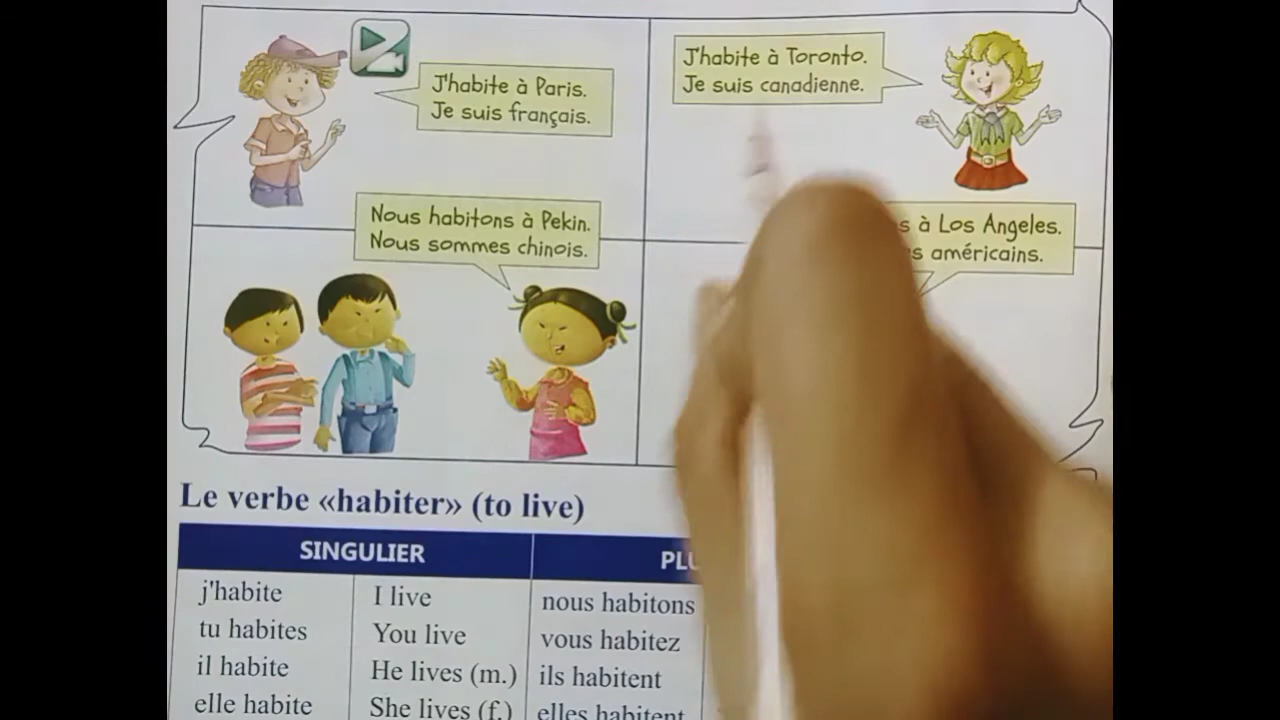 J'habite à Paris.
Je suis français.
J'habite à Toronto.
Je suis canadienne.
Nous habitons à Pekin.
Nous sommes chinois.
à Los Angeles.
américains.
Le verbe «habiter» (to live)
SINGULIER
j'habite I live nous habitons
tu habites You live vous habitez
il habite He lives (m.) ils habitent
elle habite She lives (f.) elles habitent